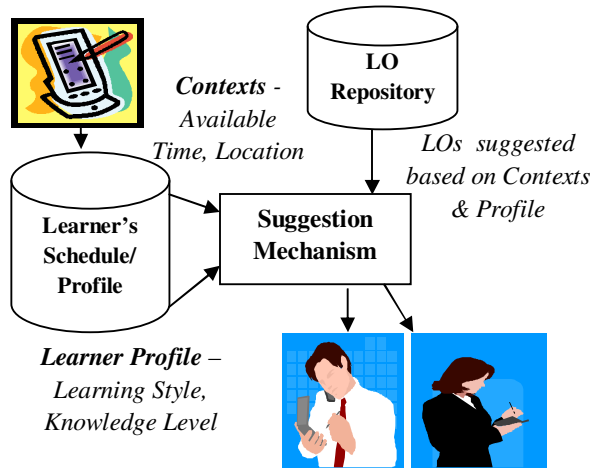 Contexts -
Available
Time, Location
LO
Repository
LOs suggested
based on Contexts
& Profile
Learner's
Schedule/
Profile
Suggestion
Mechanism
Learner Profile –
Learning Style,
Knowledge Level